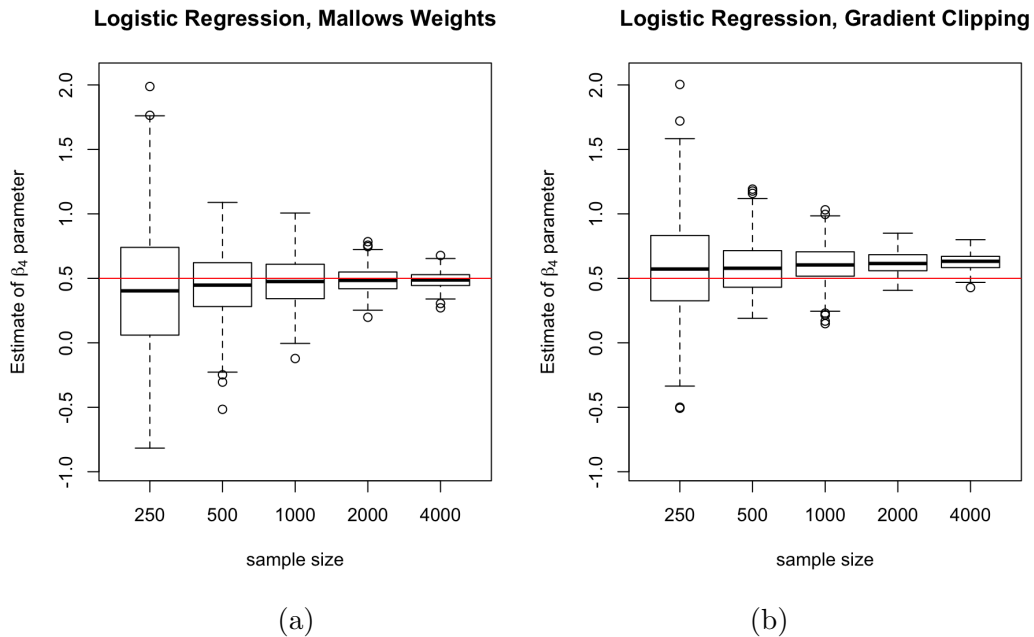 Logistic Regression, Mallows Weights
Estimate of β₄ parameter
2.0
1.5
1.0
0.5
0.0
-0.5
-1.0
250 500 1000 2000 4000
sample size
(a)
Logistic Regression, Gradient Clipping
Estimate of β₄ parameter
2.0
1.5
1.0
0.5
0.0
-0.5
-1.0
250 500 1000 2000 4000
sample size
(b)